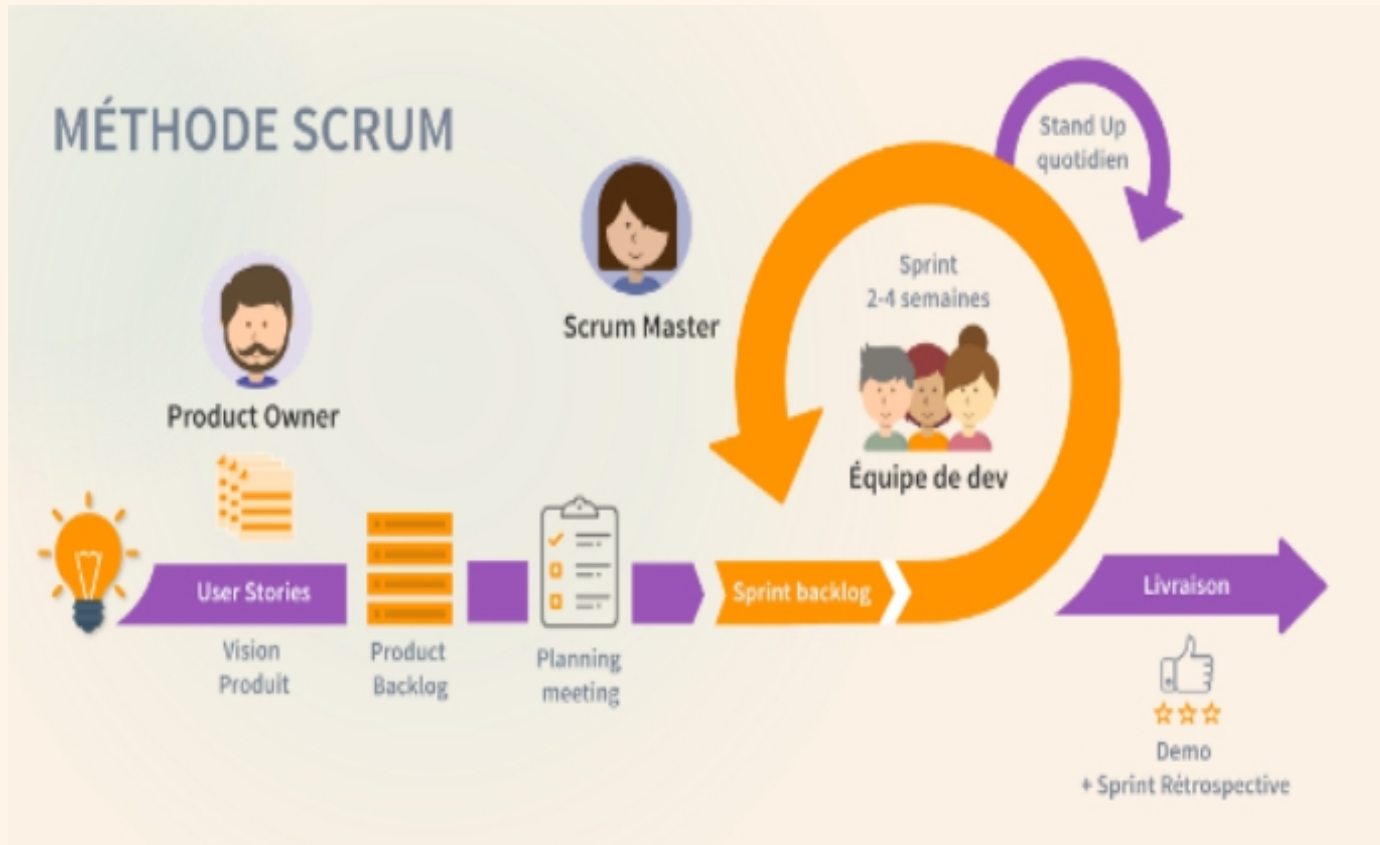 MÉTHODE SCRUM
Stand Up
quotidien
Sprint
2-4 semaines
Scrum Master
Product Owner
Équipe de dev
User Stories
Sprint backlog
Livraison
Vision
Produit
Product
Backlog
Planning
meeting
Demo
+ Sprint Rétrospective